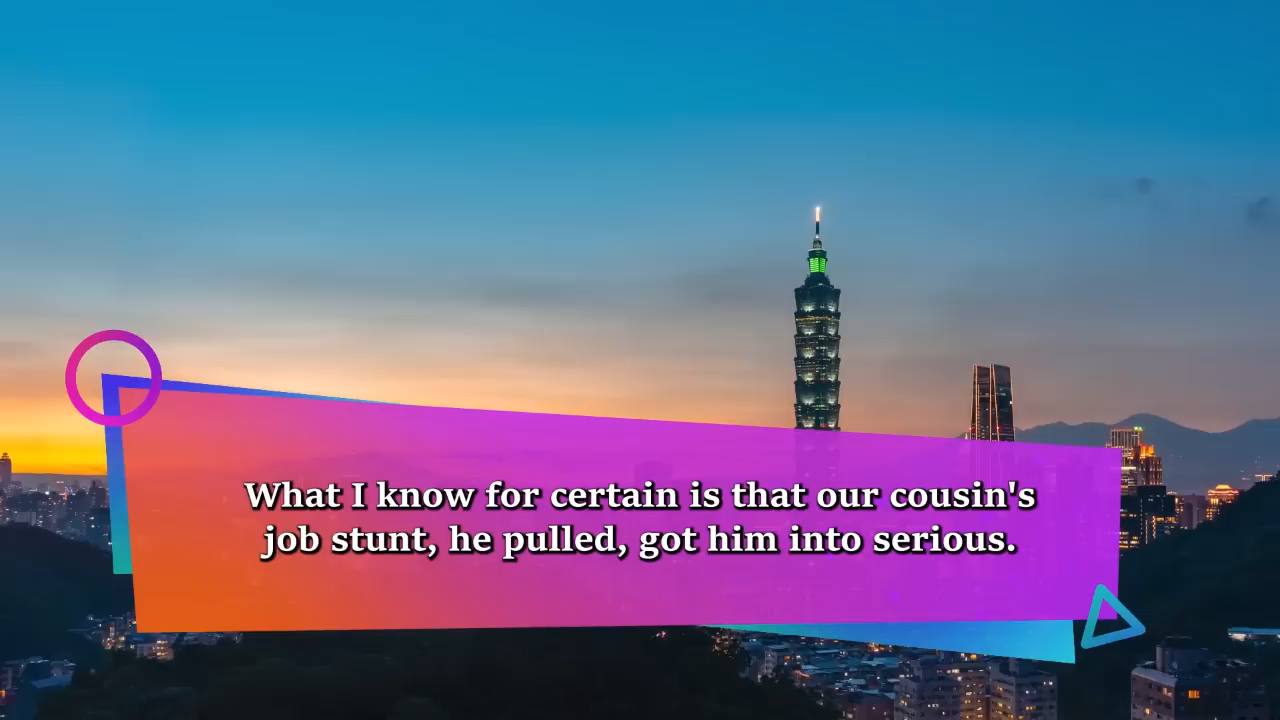 What I know for certain is that our cousin's
job stunt, he pulled, got him into serious.